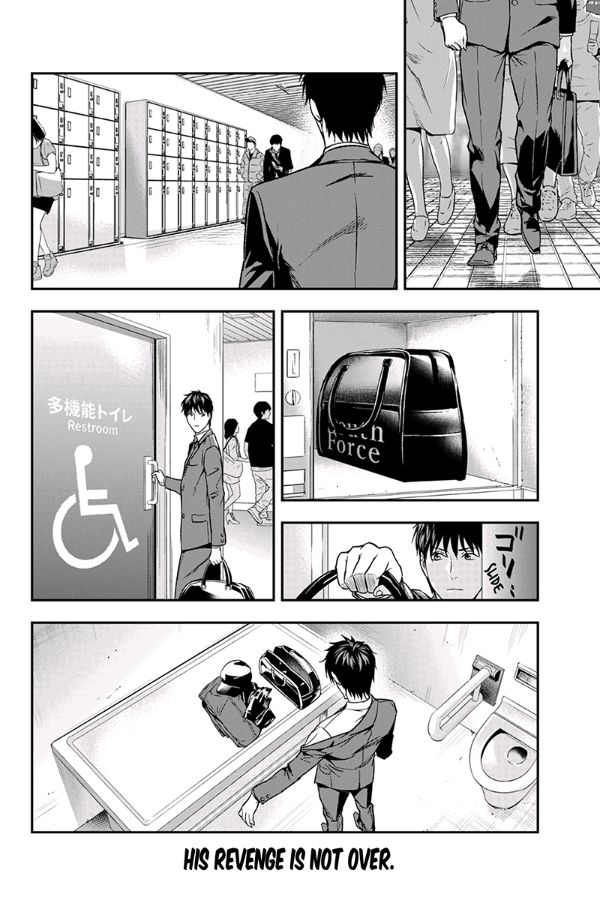 Force
SLIDE
多機能トイレ
Restroom
HIS REVENGE IS NOT OVER.